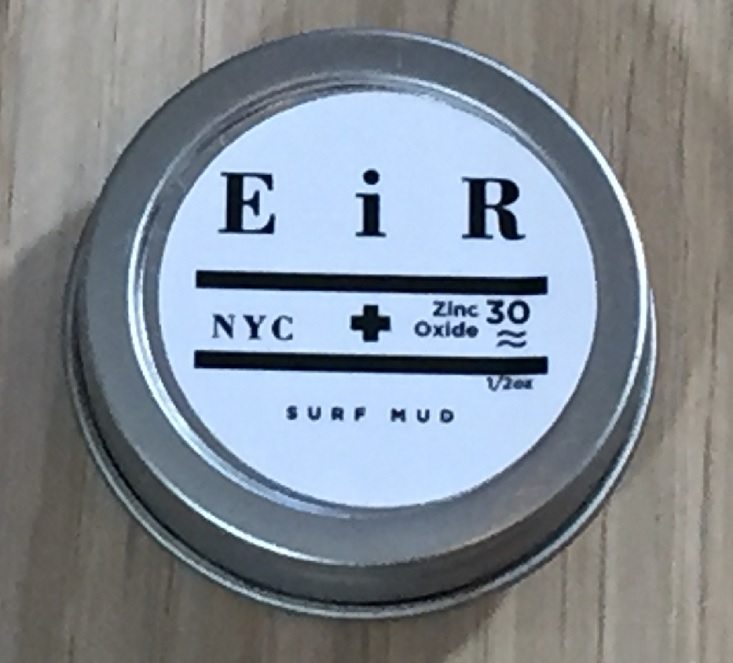 E i R
NYC + Zinc Oxide 30
1/2oz
SURF MUD